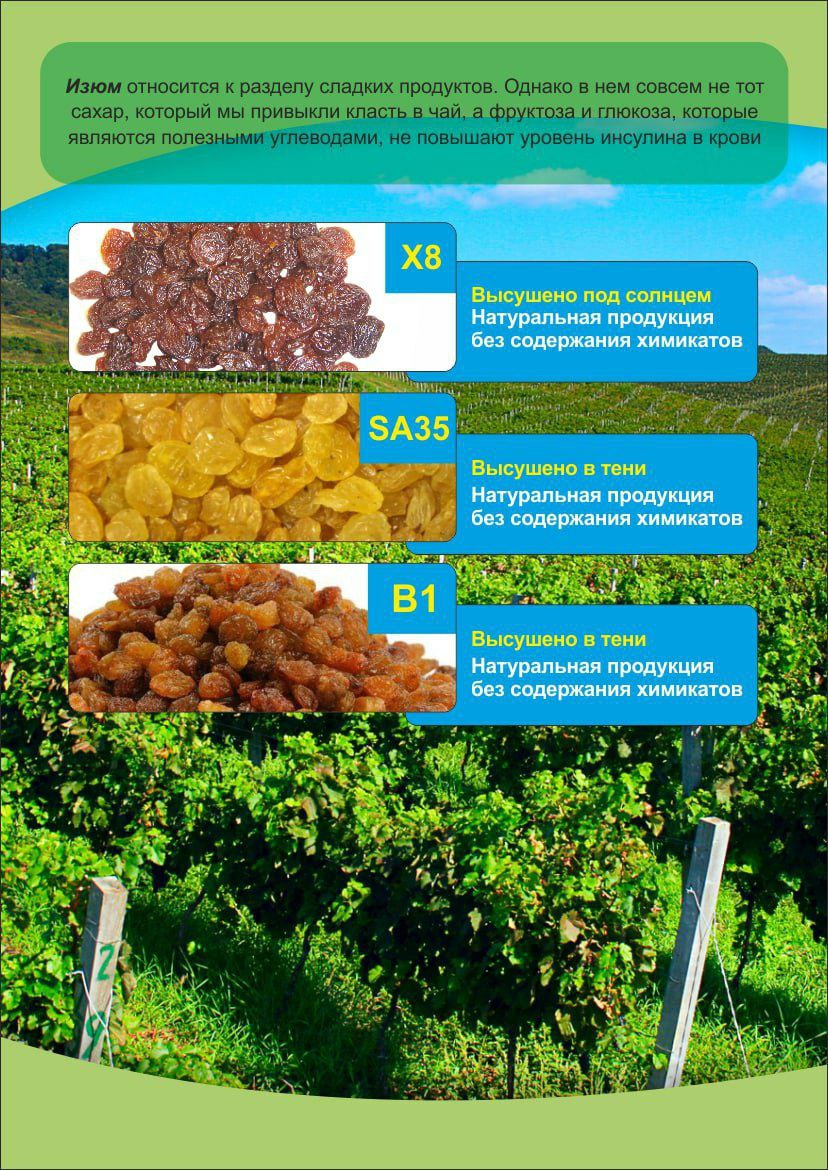 Изюм относится к разделу сладких продуктов. Однако в нем совсем не тот
сахар, который мы привыкли класть в чай, а фруктоза и глюкоза, которые
являются полезными углеводами, не повышают уровень инсулина в крови
X8
Высушено под солнцем
Натуральная продукция
без содержания химикатов
SA35
Высушено в тени
Натуральная продукция
без содержания химикатов
B1
Высушено в тени
Натуральная продукция
без содержания химикатов
2
9